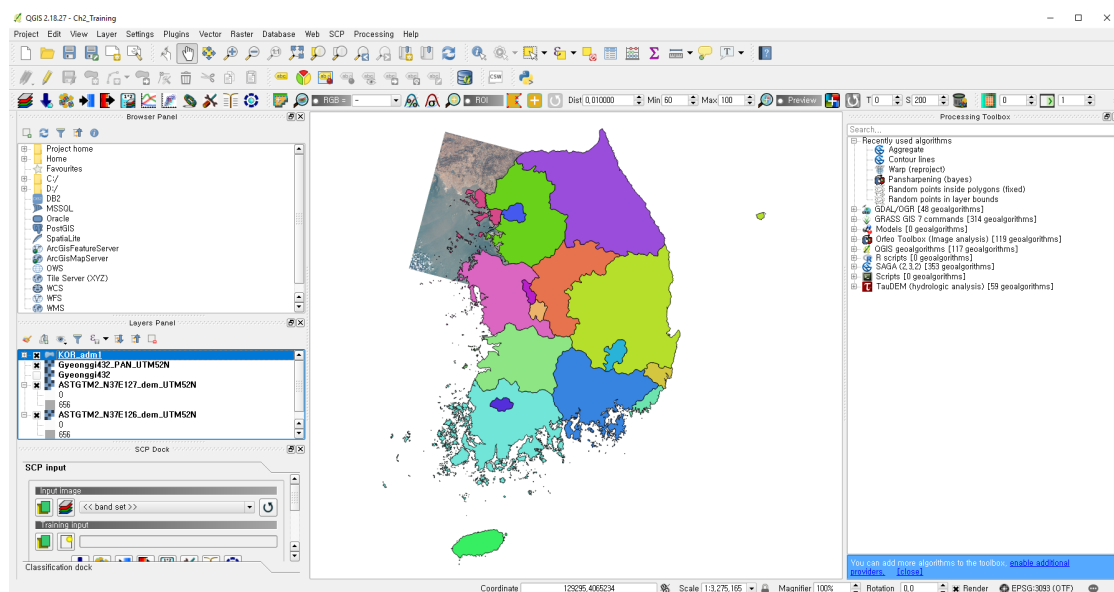 QGIS 2.18.27 - Ch2_Training
Project Edit View Layer Settings Plugins Vector Raster Database Web SCP Processing Help
RGB = - ROI Dist 0,010000 Min 60 Max 100 Preview T 0 S 200 0 1
Browser Panel
Project home
Home
Favourites
C:/
D:/
DB2
MSSQL
Oracle
PostGIS
SpatiaLite
ArcGisFeatureServer
ArcGisMapServer
OWS
Tile Server (XYZ)
WCS
WFS
WMS
Layers Panel
KOR_adm1
Gyeonggi432_PAN_UTM52N
Gyeonggi432
ASTGTM2_N37E127_dem_UTM52N
0
656
ASTGTM2_N37E126_dem_UTM52N
0
656
SCP Dock
SCP input
Input image
<< band set >>
Training input
Classification dock
Processing Toolbox
Search...
Recently used algorithms
Aggregate
Contour lines
Warp (reproject)
Pansharpening (bayes)
Random points inside polygons (fixed)
Random points in layer bounds
GDAL/OGR [48 geoalgorithms]
GRASS GIS 7 commands [314 geoalgorithms]
Models [0 geoalgorithms]
Orfeo Toolbox (Image analysis) [119 geoalgorithms]
QGIS geoalgorithms [117 geoalgorithms]
R scripts [0 geoalgorithms]
SAGA (2,3,2) [353 geoalgorithms]
Scripts [0 geoalgorithms]
TauDEM (hydrologic analysis) [59 geoalgorithms]
You can add more algorithms to the toolbox, enable additional
providers, [close]
Coordinate 129295,4065234 Scale 1:3,275,165 Magnifier 100% Rotation 0,0 Render EPSG:3093 (OTF)